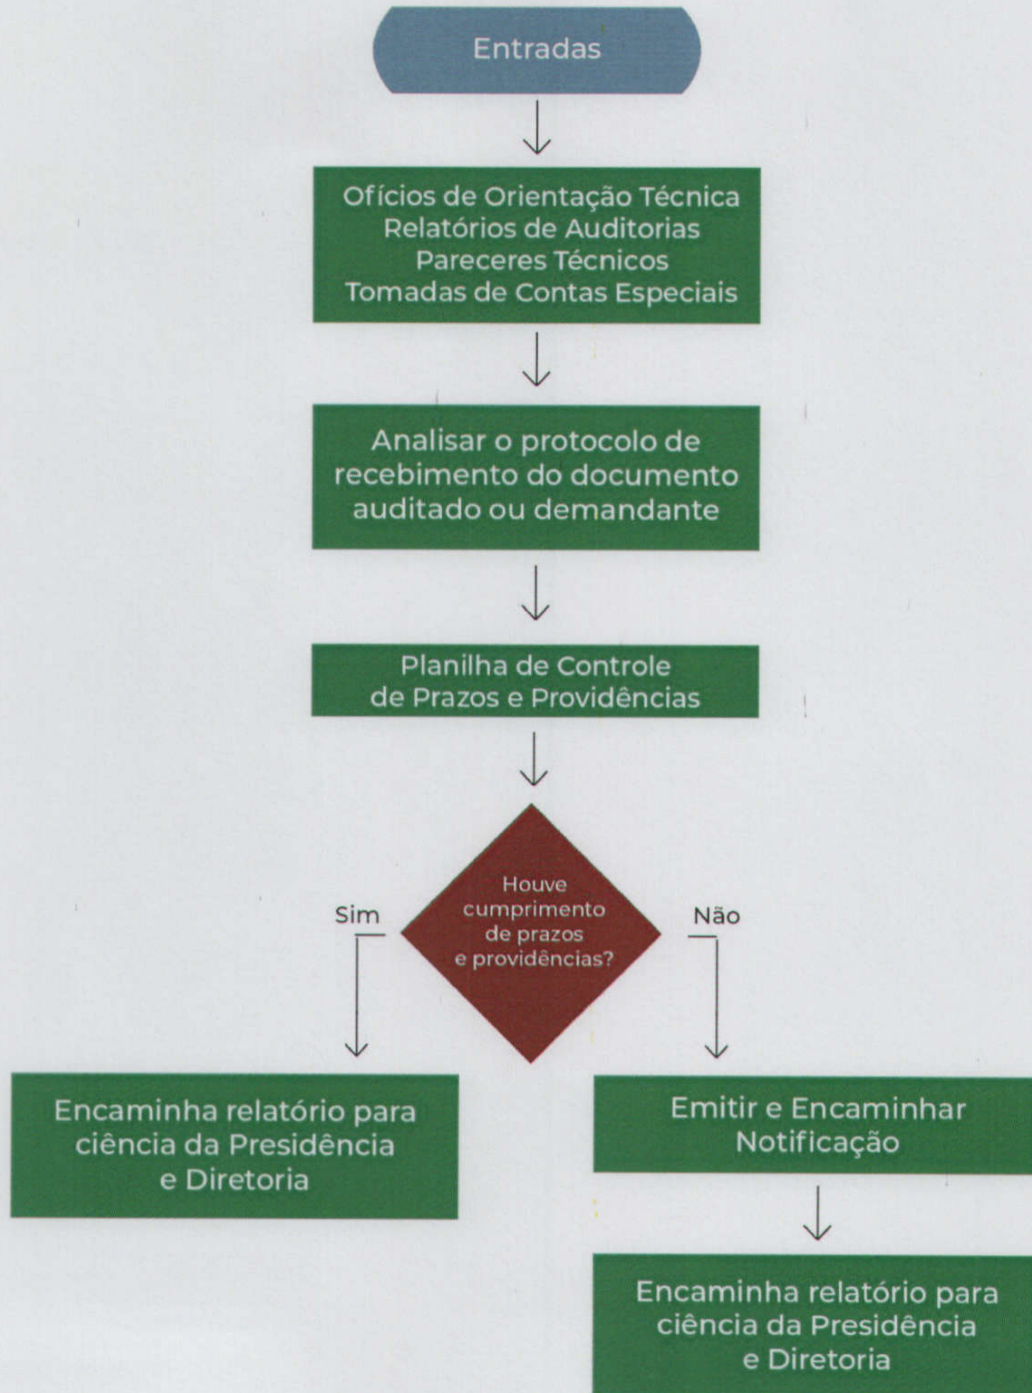 Entradas
Ofícios de Orientação Técnica
Relatórios de Auditorias
Pareceres Técnicos
Tomadas de Contas Especiais
Analisar o protocolo de
recebimento do documento
auditado ou demandante
Planilha de Controle
de Prazos e Providências
Houve
cumprimento
de prazos
e providências?
Sim
Não
Encaminha relatório para
ciência da Presidência
e Diretoria
Emitir e Encaminhar
Notificação
Encaminha relatório para
ciência da Presidência
e Diretoria